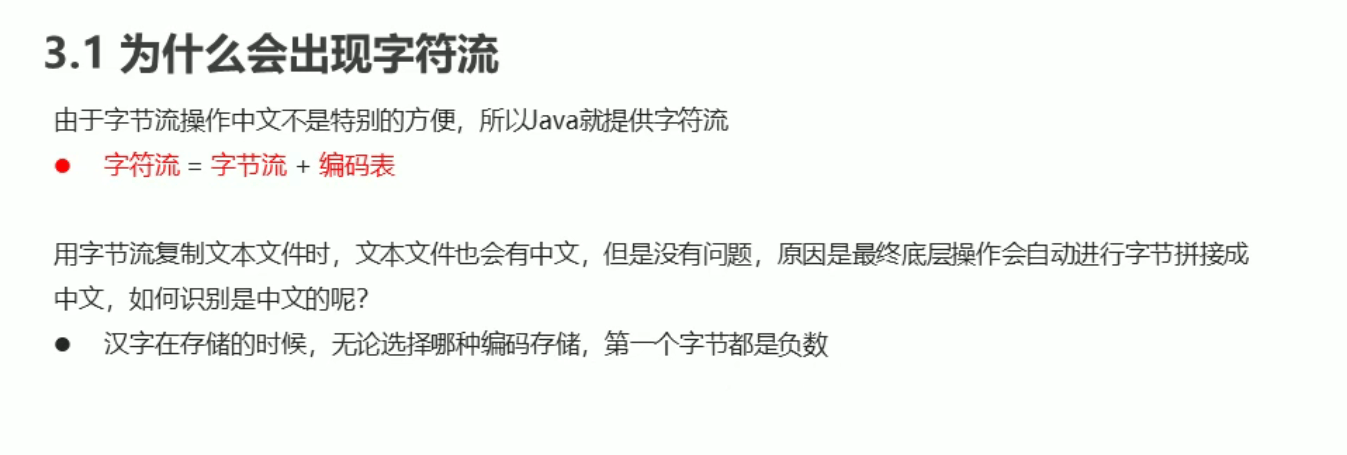 3.1 为什么会出现字符流
由于字节流操作中文不是特别的方便，所以Java就提供字符流
● 字符流 = 字节流 + 编码表
用字节流复制文本文件时，文本文件也会有中文，但是没有问题，原因是最终底层操作会自动进行字节拼接成
中文，如何识别是中文的呢？
● 汉字在存储的时候，无论选择哪种编码存储，第一个字节都是负数